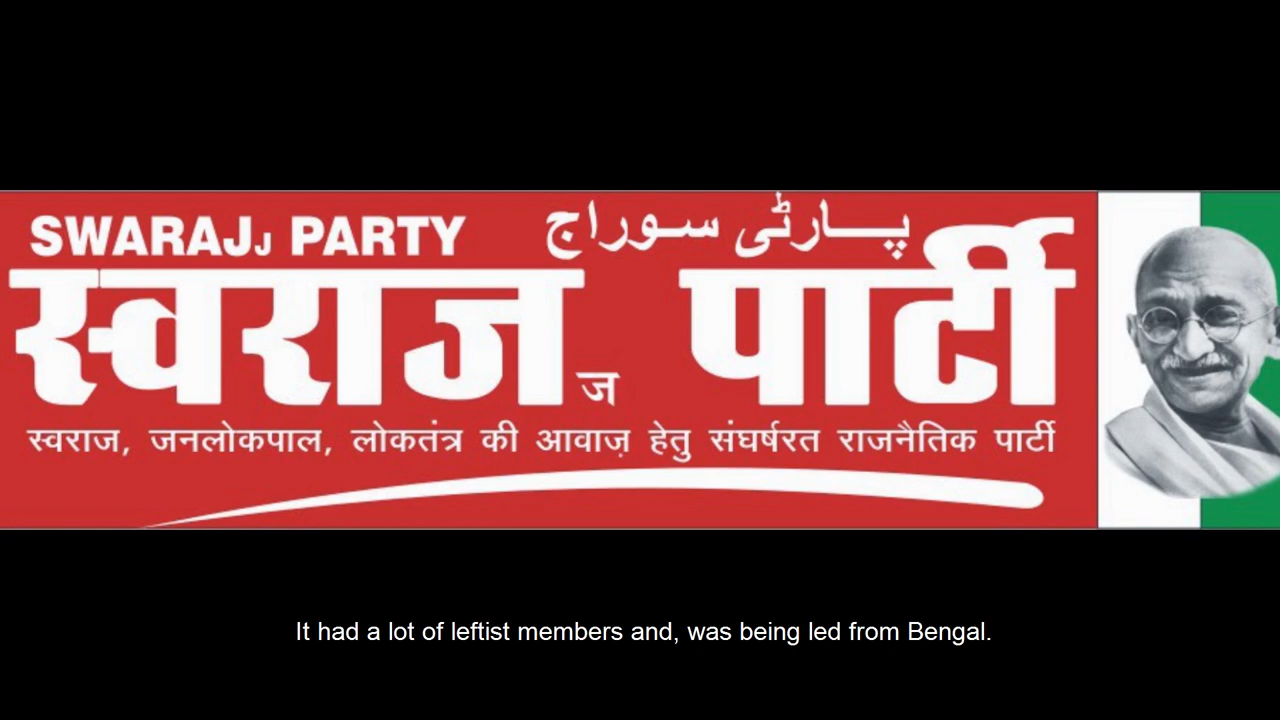 SWARAJJ PARTY
پارٹی سوراج
स्वराज ज पार्टी
स्वराज, जनलोकपाल, लोकतंत्र की आवाज़ हेतु संघर्षरत राजनैतिक पार्टी
It had a lot of leftist members and, was being led from Bengal.